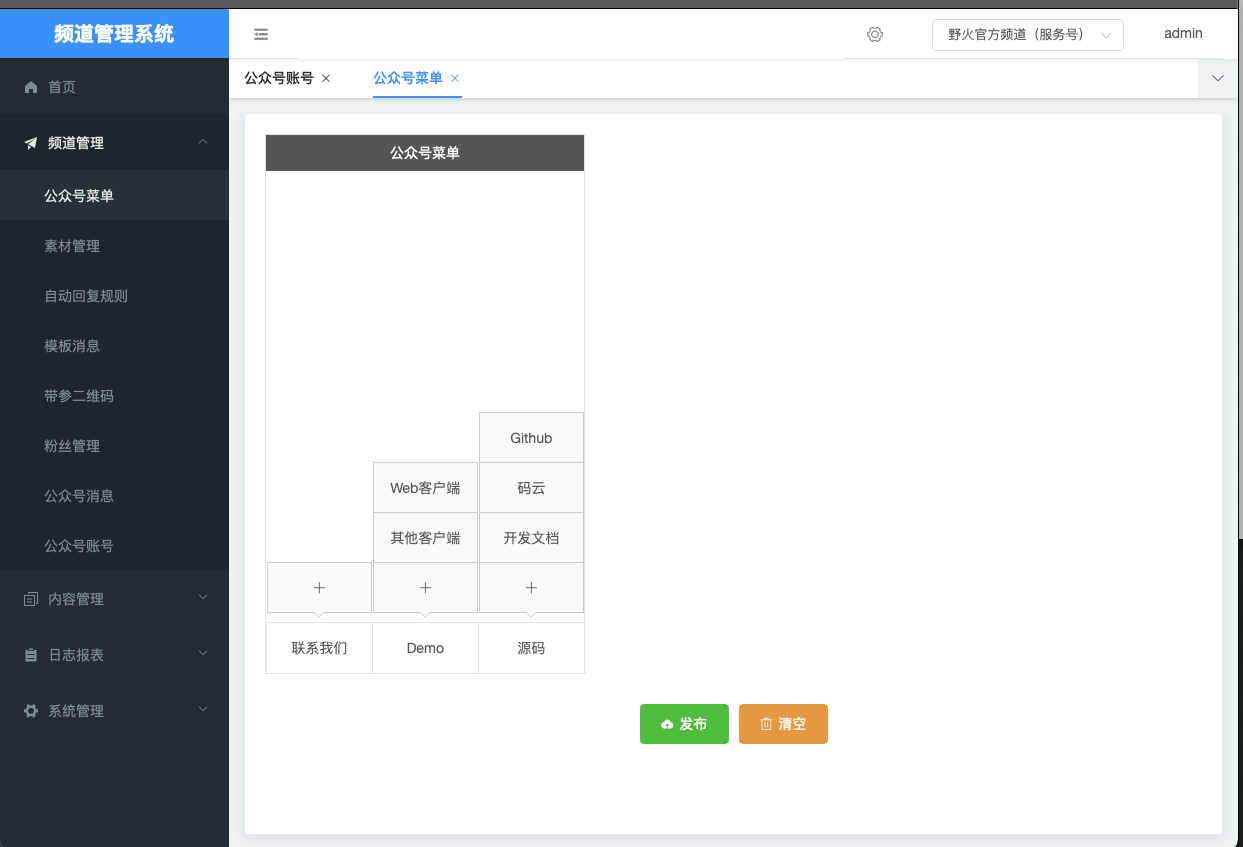 频道管理系统
野火官方频道（服务号）
admin
公众号账号
公众号菜单
首页
频道管理
公众号菜单
素材管理
自动回复规则
模板消息
带参二维码
粉丝管理
公众号消息
公众号账号
内容管理
日志报表
系统管理
公众号菜单
Github
Web客户端
码云
其他客户端
开发文档
+
+
+
联系我们
Demo
源码
发布
清空